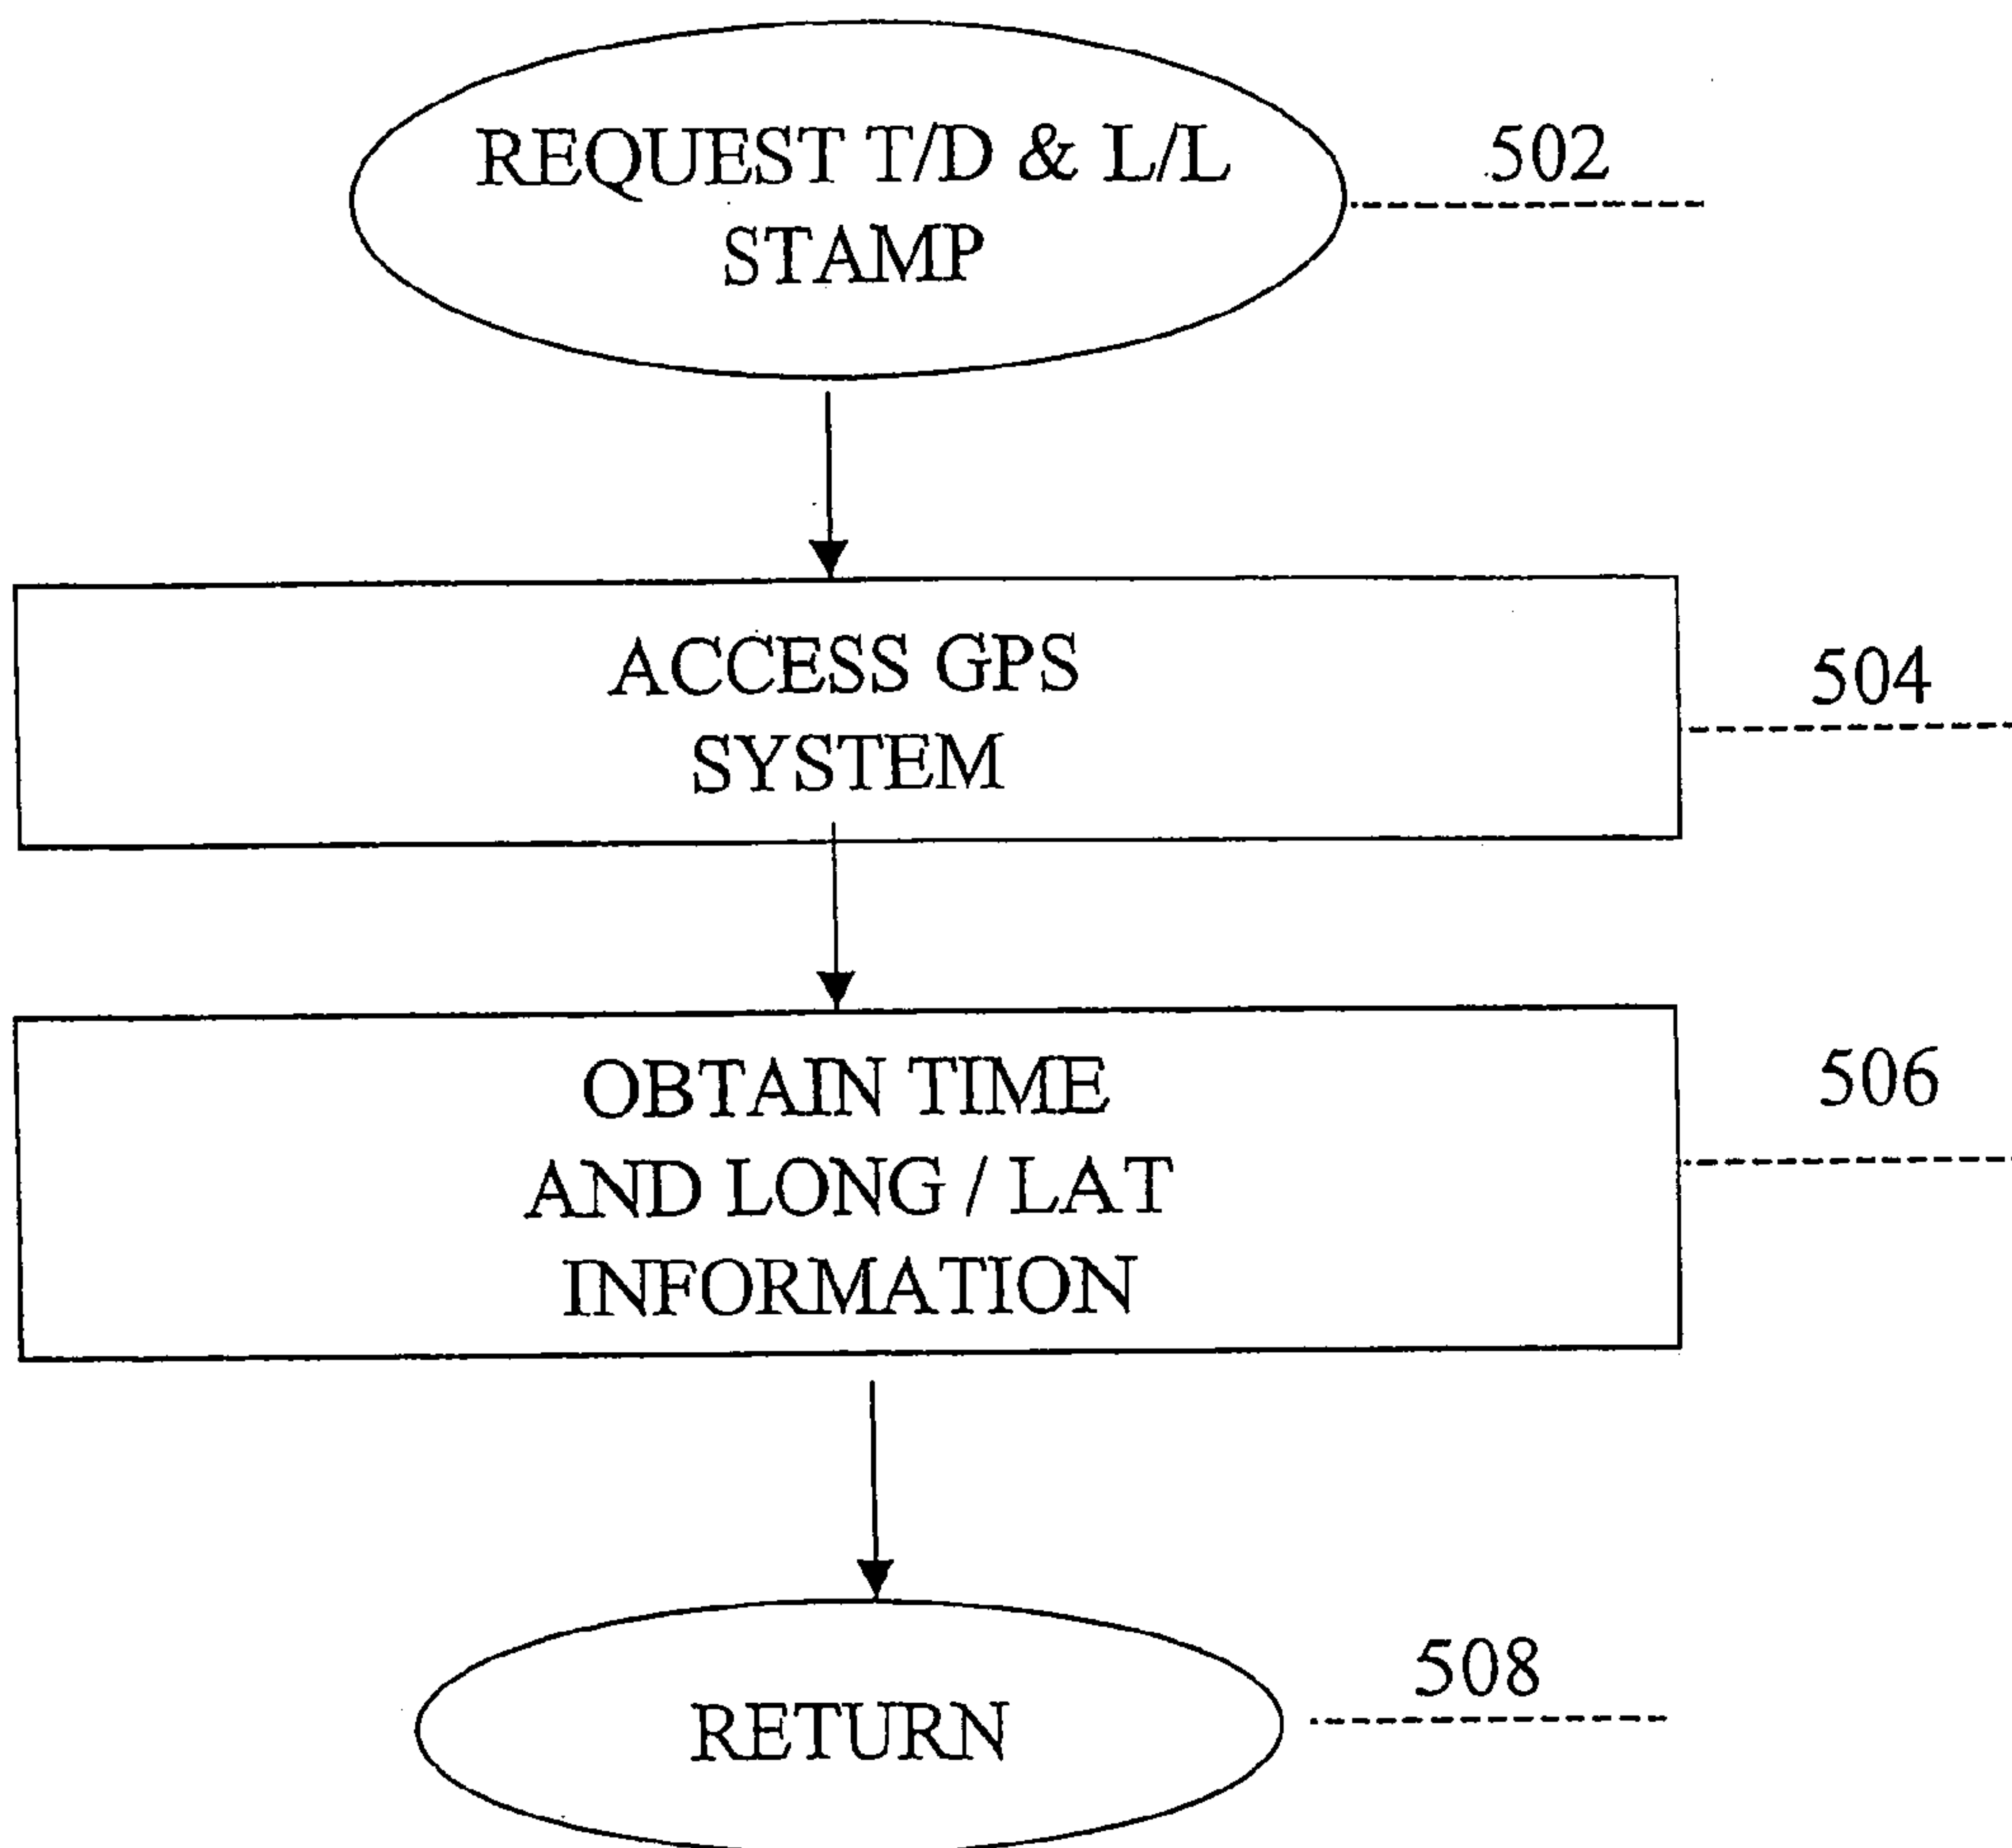 REQUEST T/D & L/L
STAMP
502
ACCESS GPS
SYSTEM
504
OBTAIN TIME
AND LONG / LAT
INFORMATION
506
RETURN
508